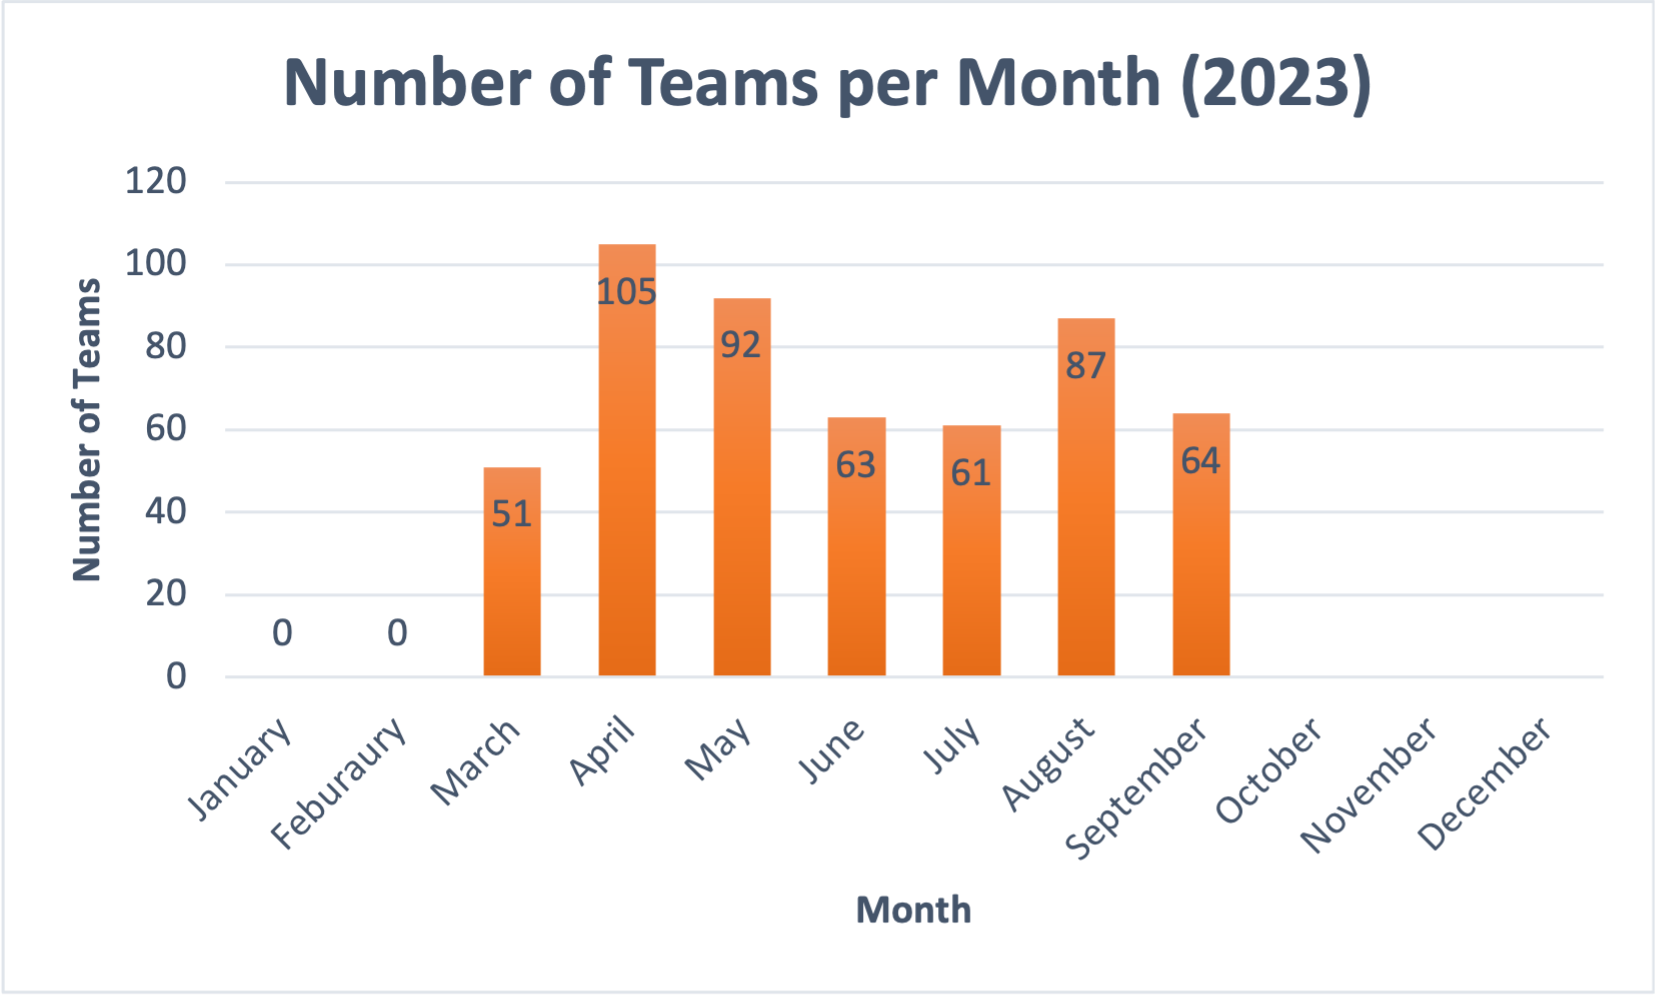 Number of Teams per Month (2023)
Number of Teams
120
100
80
60
40
20
0
0
0
51
105
92
63
61
87
64
January
Feburaury
March
April
May
June
July
August
September
October
November
December
Month